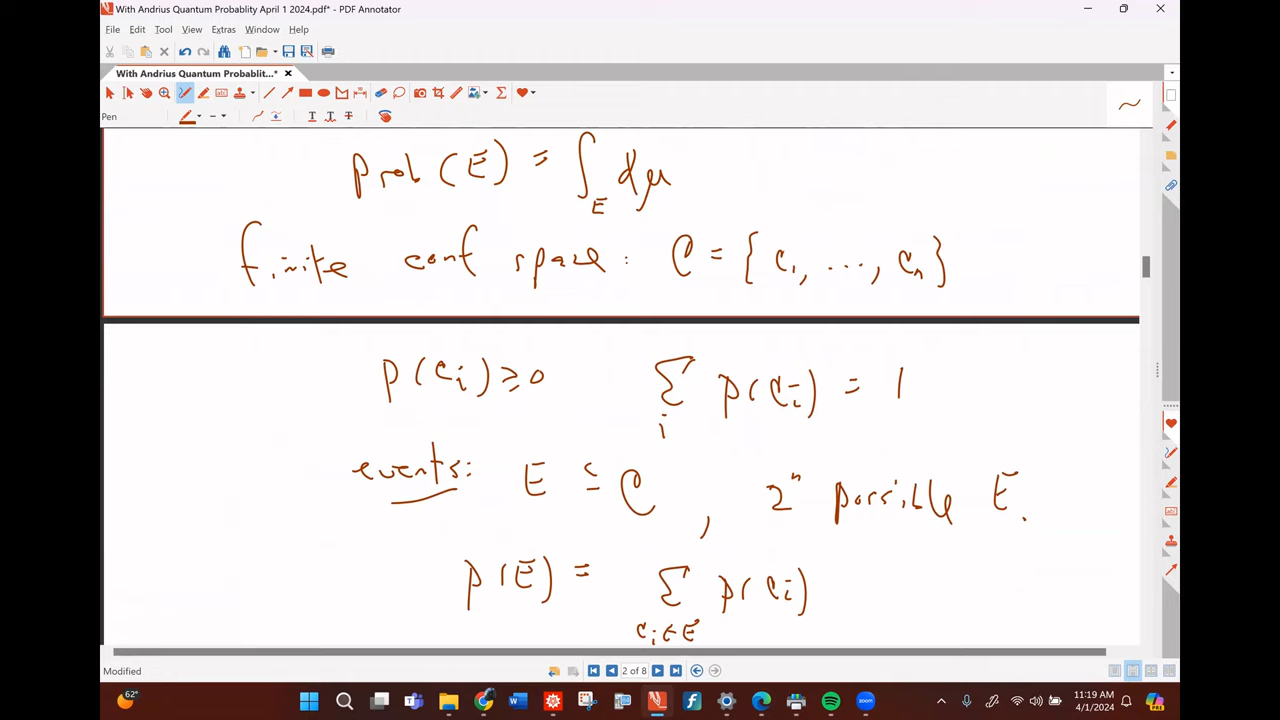 With Andrius Quantum Probablity April 1 2024.pdf* - PDF Annotator
File Edit Tool View Extras Window Help
With Andrius Quantum Probablit...*
Pen
Prob (E) = ∫_E dμ
finite conf space: C = {c₁, ..., cₙ}
p(cᵢ) ≥ 0 Σ_i p(cᵢ) = 1
events: E ⊆ C, 2ⁿ possible E.
p(E) = Σ_{cᵢ∈E} p(cᵢ)
Modified 2 of 8
62°
11:19 AM
4/1/2024